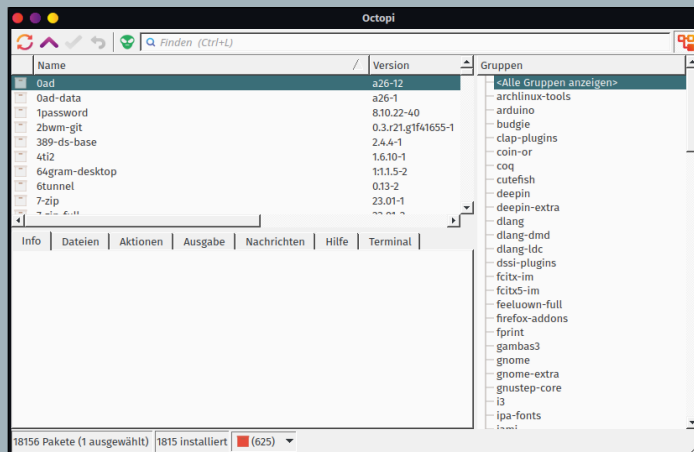 Octopi
Finden (Ctrl+L)
Name / Version
0ad a26-12
0ad-data a26-1
1password 8.10.22-40
2bwm-git 0.3.r21.g1f41655-1
389-ds-base 2.4.4-1
4ti2 1.6.10-1
64gram-desktop 1:1.1.5-2
6tunnel 0.13-2
7-zip 23.01-1
Info Dateien Aktionen Ausgabe Nachrichten Hilfe Terminal
Gruppen
<Alle Gruppen anzeigen>
archlinux-tools
arduino
budgie
clap-plugins
coin-or
coq
cutefish
deepin
deepin-extra
dlang
dlang-dmd
dlang-ldc
dssi-plugins
fcitx-im
fcitx5-im
feeluown-full
firefox-addons
fprint
gambas3
gnome
gnome-extra
gnustep-core
i3
ipa-fonts
18156 Pakete (1 ausgewählt) 1815 installiert (625)